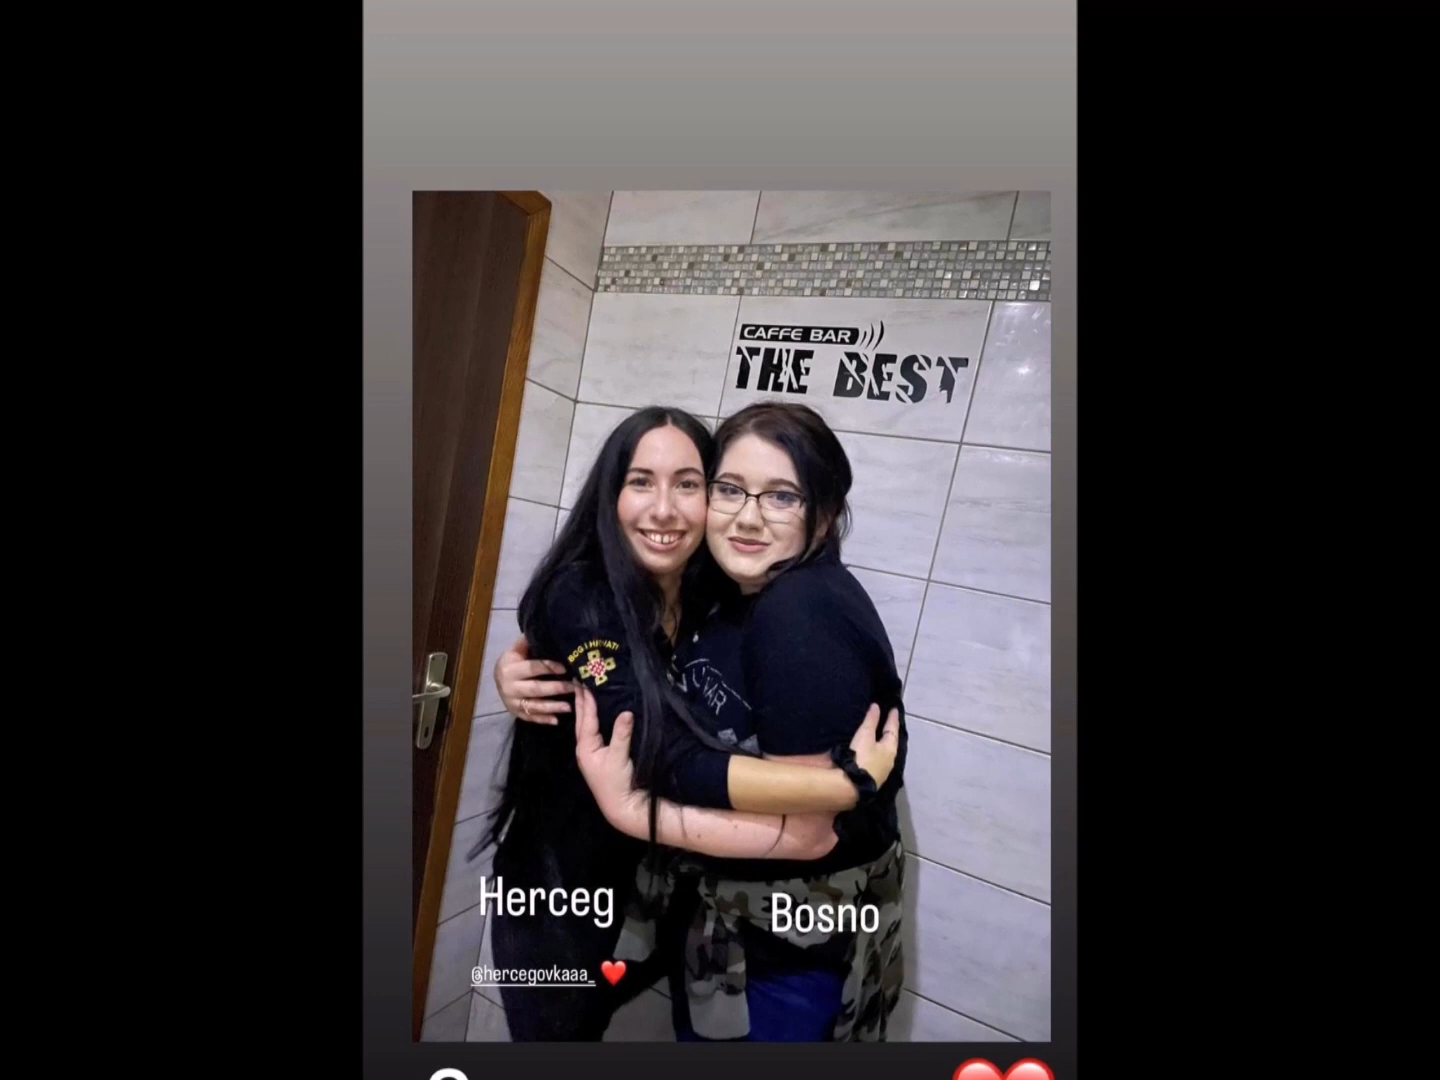 CAFFE BAR
THE BEST
BOG I HRVATI
Herceg
Bosno
@hercegovkaaa_